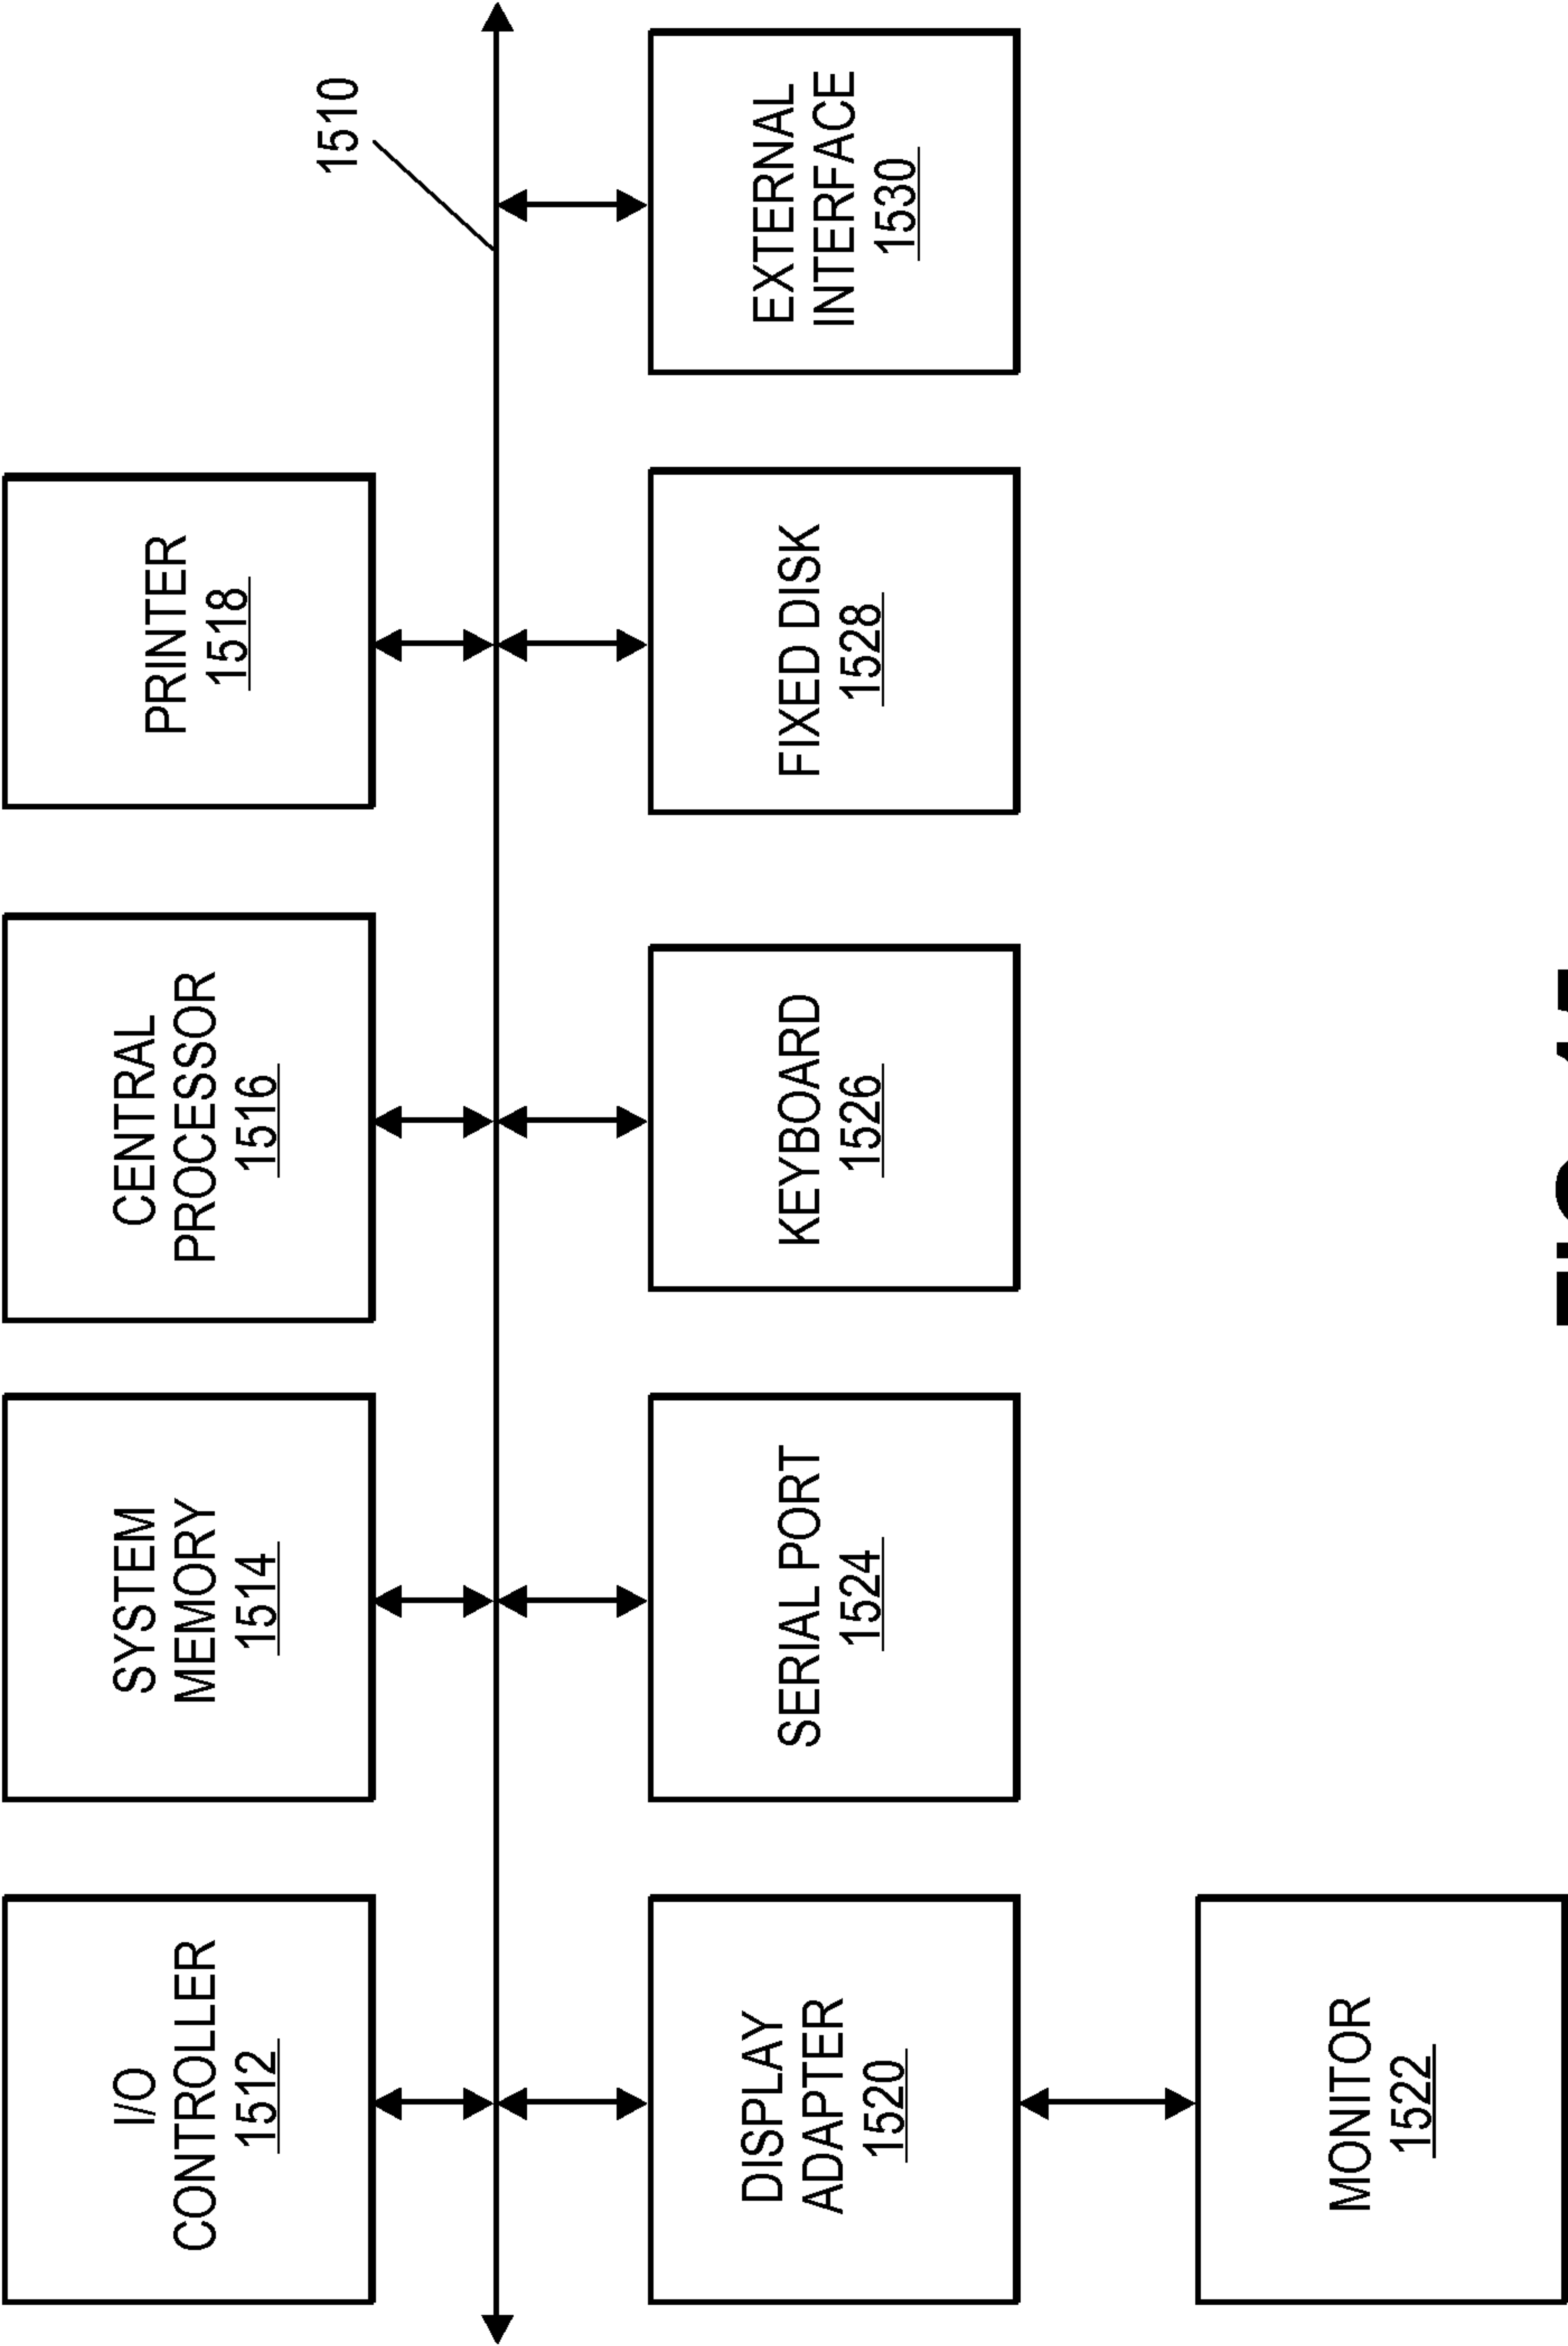 1510
I/O
CONTROLLER
1512
SYSTEM
MEMORY
1514
CENTRAL
PROCESSOR
1516
PRINTER
1518
DISPLAY
ADAPTER
1520
SERIAL PORT
1524
KEYBOARD
1526
FIXED DISK
1528
EXTERNAL
INTERFACE
1530
MONITOR
1522